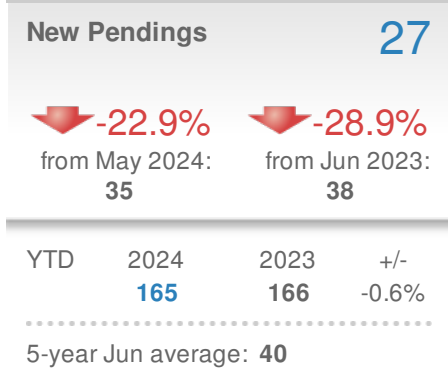 New Pendings 27
-22.9% -28.9%
from May 2024: from Jun 2023:
35 38
YTD 2024 2023 +/-
165 166 -0.6%
5-year Jun average: 40